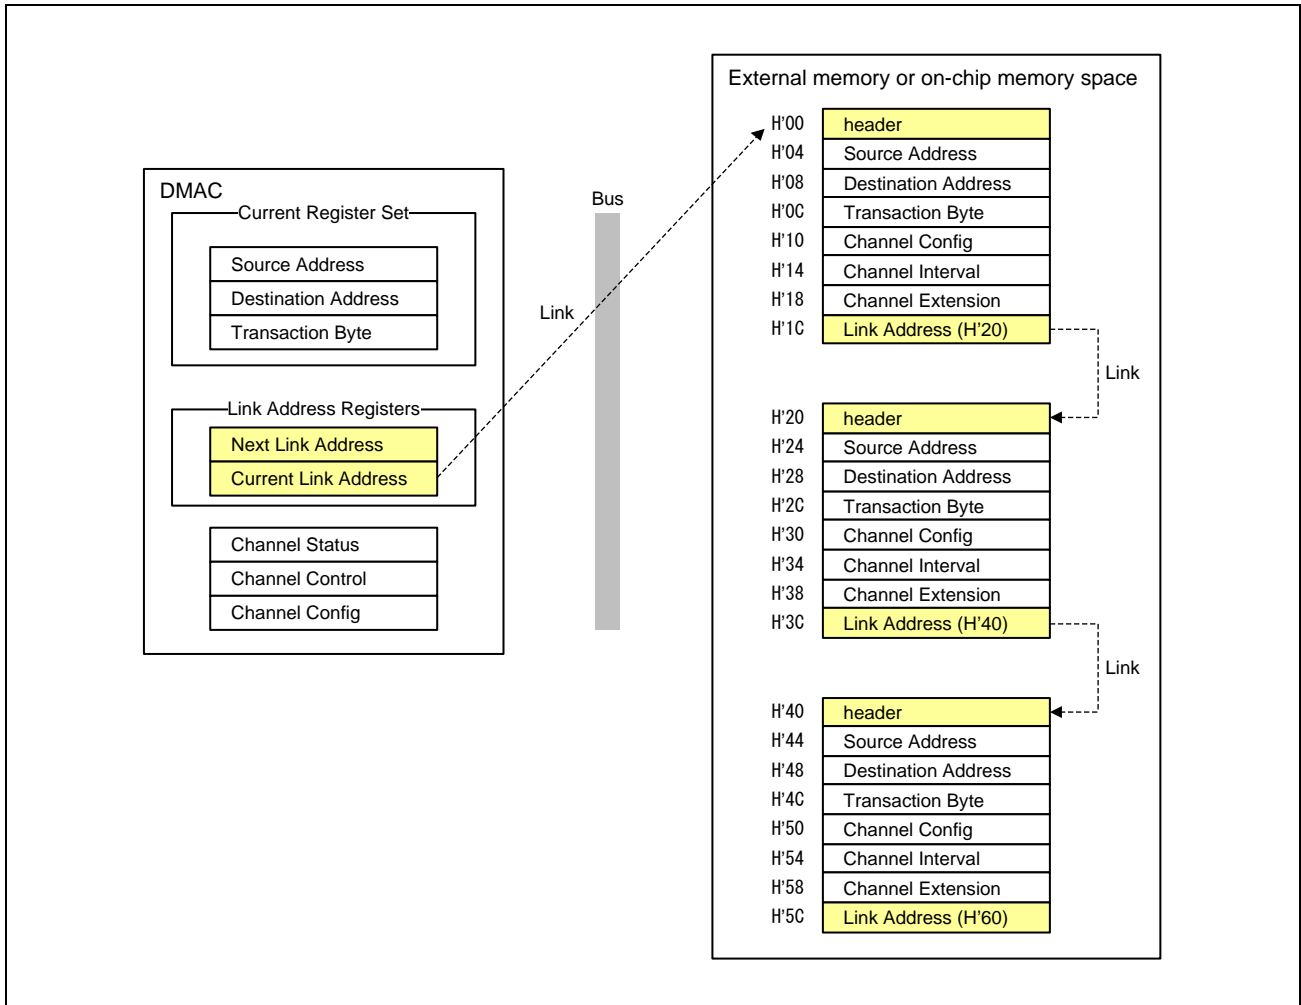 DMAC
Current Register Set
Source Address
Destination Address
Transaction Byte
Link Address Registers
Next Link Address
Current Link Address
Channel Status
Channel Control
Channel Config
Link
Bus
External memory or on-chip memory space
H'00 header
H'04 Source Address
H'08 Destination Address
H'0C Transaction Byte
H'10 Channel Config
H'14 Channel Interval
H'18 Channel Extension
H'1C Link Address (H'20)
Link
H'20 header
H'24 Source Address
H'28 Destination Address
H'2C Transaction Byte
H'30 Channel Config
H'34 Channel Interval
H'38 Channel Extension
H'3C Link Address (H'40)
Link
H'40 header
H'44 Source Address
H'48 Destination Address
H'4C Transaction Byte
H'50 Channel Config
H'54 Channel Interval
H'58 Channel Extension
H'5C Link Address (H'60)